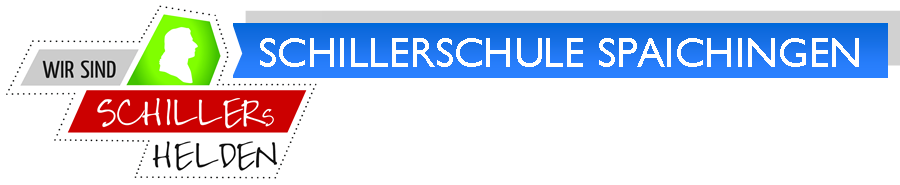 WIR SIND
SCHILLERs
HELDEN
SCHILLERSCHULE SPAICHINGEN